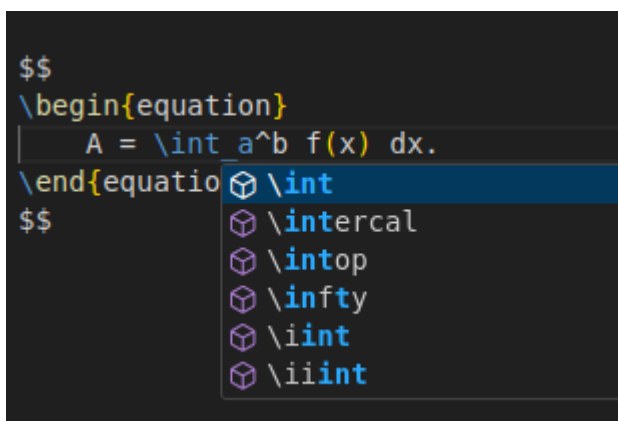 $$
\begin{equation}
A = \int_a^b f(x) dx.
\end{equatio
$$
\int
\intercal
\intop
\infty
\iint
\iiint